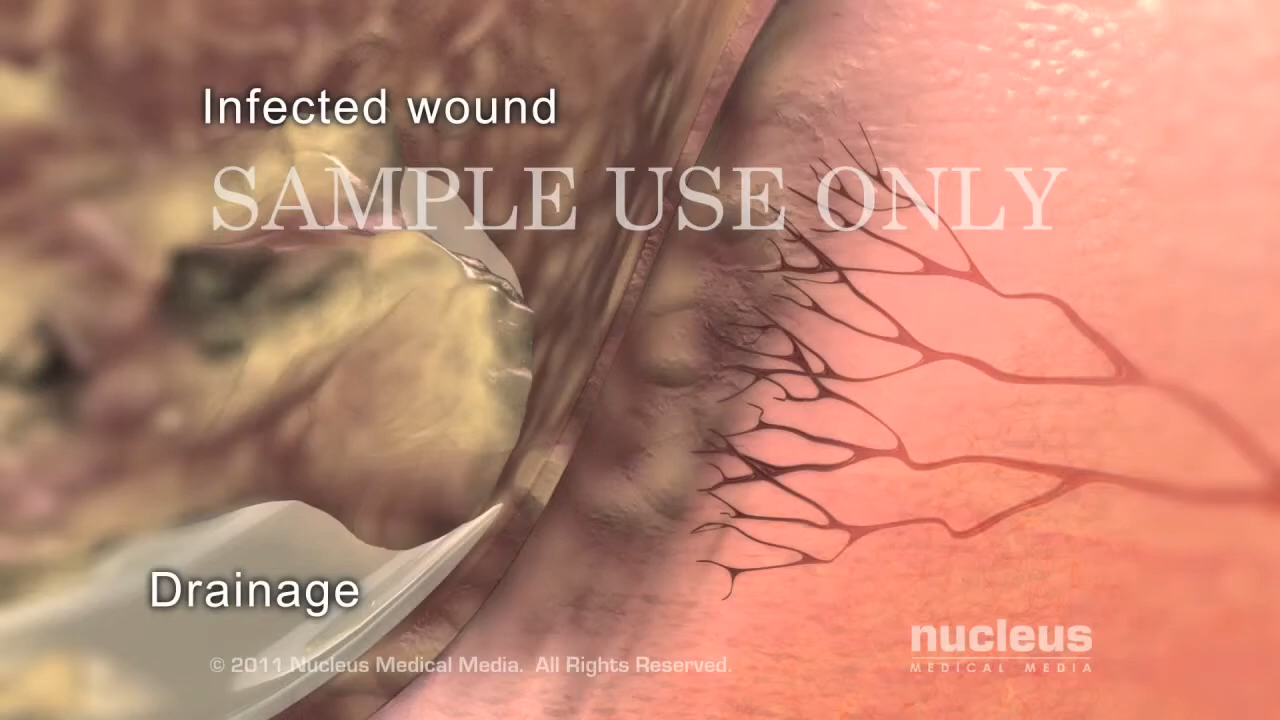 Infected wound
SAMPLE USE ONLY
Drainage
nucleus
MEDICAL MEDIA
© 2011 Nucleus Medical Media. All Rights Reserved.